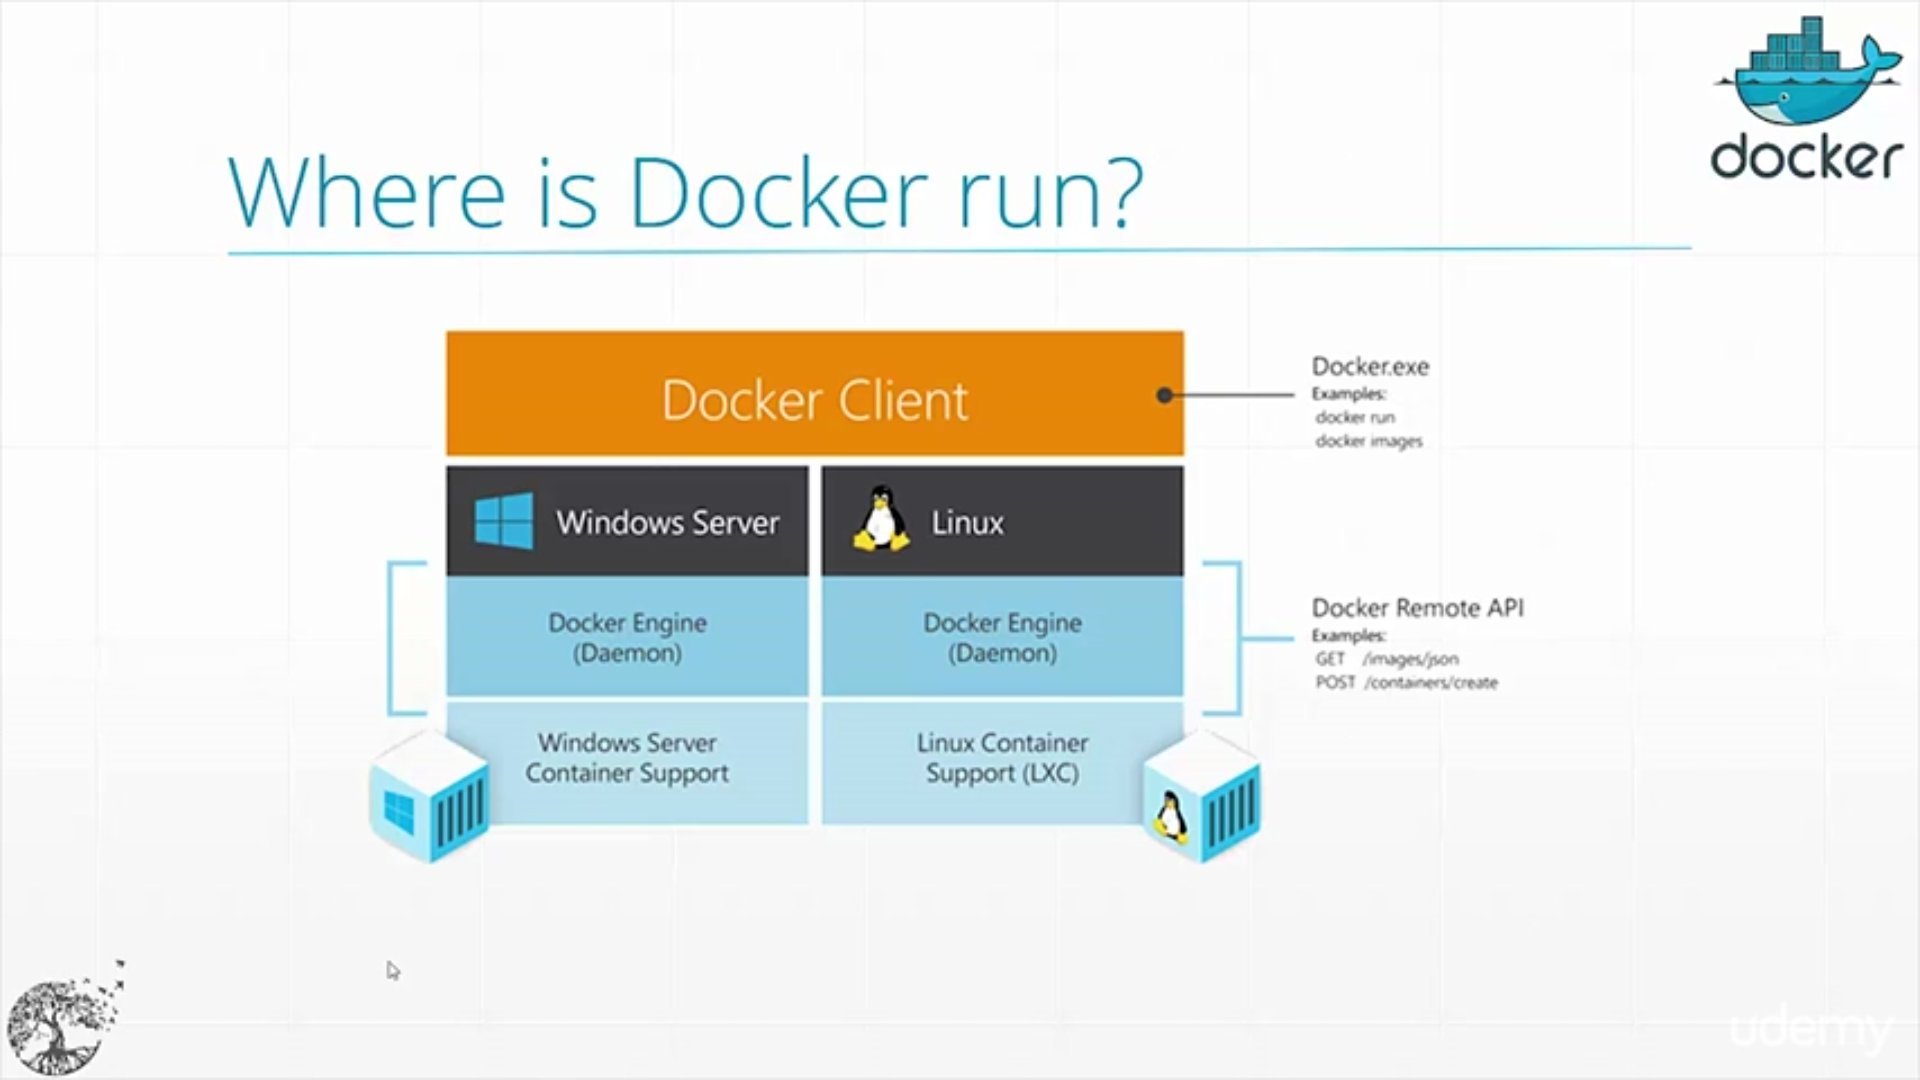 docker
Where is Docker run?
Docker Client
Docker.exe
Examples:
docker run
docker images
Windows Server
Linux
Docker Engine
(Daemon)
Docker Engine
(Daemon)
Docker Remote API
Examples:
GET /images/json
POST /containers/create
Windows Server
Container Support
Linux Container
Support (LXC)
udemy